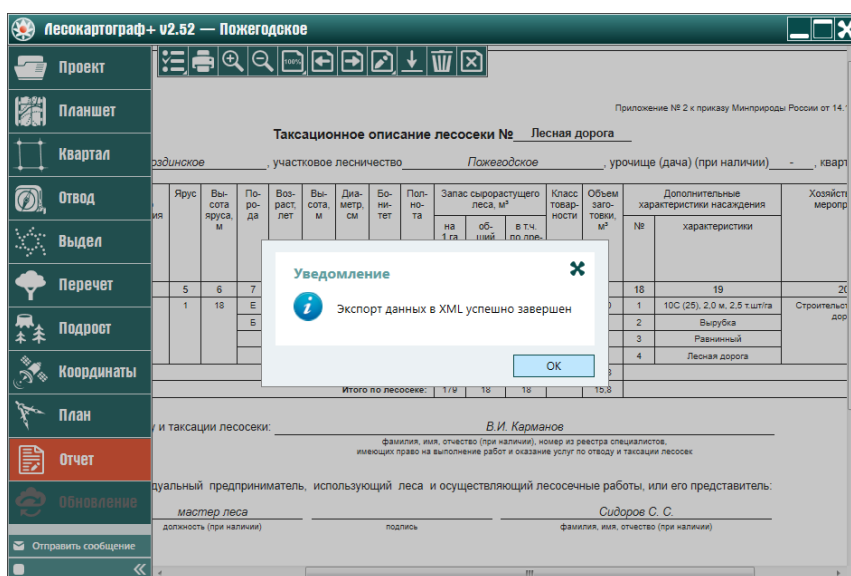 Лесокартограф+ v2.52 — Пожегодское
Проект
Планшет
Квартал
Отвод
Выдел
Перечет
Подрост
Координаты
План
Отчет
Обновление
Отправить сообщение
100%
Приложение № 2 к приказу Минприроды России от 14.
Таксационное описание лесосеки № Лесная дорога
, участковое лесничество Пожегодское , урочище (дача) (при наличии) - , кварт
Ярус Вы-сота яруса, м По-ро-да Воз-раст, лет Вы-сота, м Диа-метр, см Бо-ни-тет Пол-но-та Запас сырорастущего леса, м³ Класс товар-ности Объем заго-товки, м³ Дополнительные характеристики насаждения
на 1 га об-щий в т.ч. по дре- № характеристики
5 6 7 18 19 20
1 18 Е 1 10С (25), 2,0 м, 2,5 т.шт/га
Б 2 Вырубка
3 Равнинный
4 Лесная дорога
Итого по лесосеке: 179 18 18 15.8
Уведомление
Экспорт данных в XML успешно завершен
ОК
у и таксации лесосеки: В.И. Карманов
фамилия, имя, отчество (при наличии), номер из реестра специалистов,
имеющих право на выполнение работ и оказание услуг по отводу и таксации лесосек
дуальный предприниматель, использующий леса и осуществляющий лесосечные работы, или его представитель:
мастер леса Сидоров С. С.
должность (при наличии) подпись фамилия, имя, отчество (при наличии)